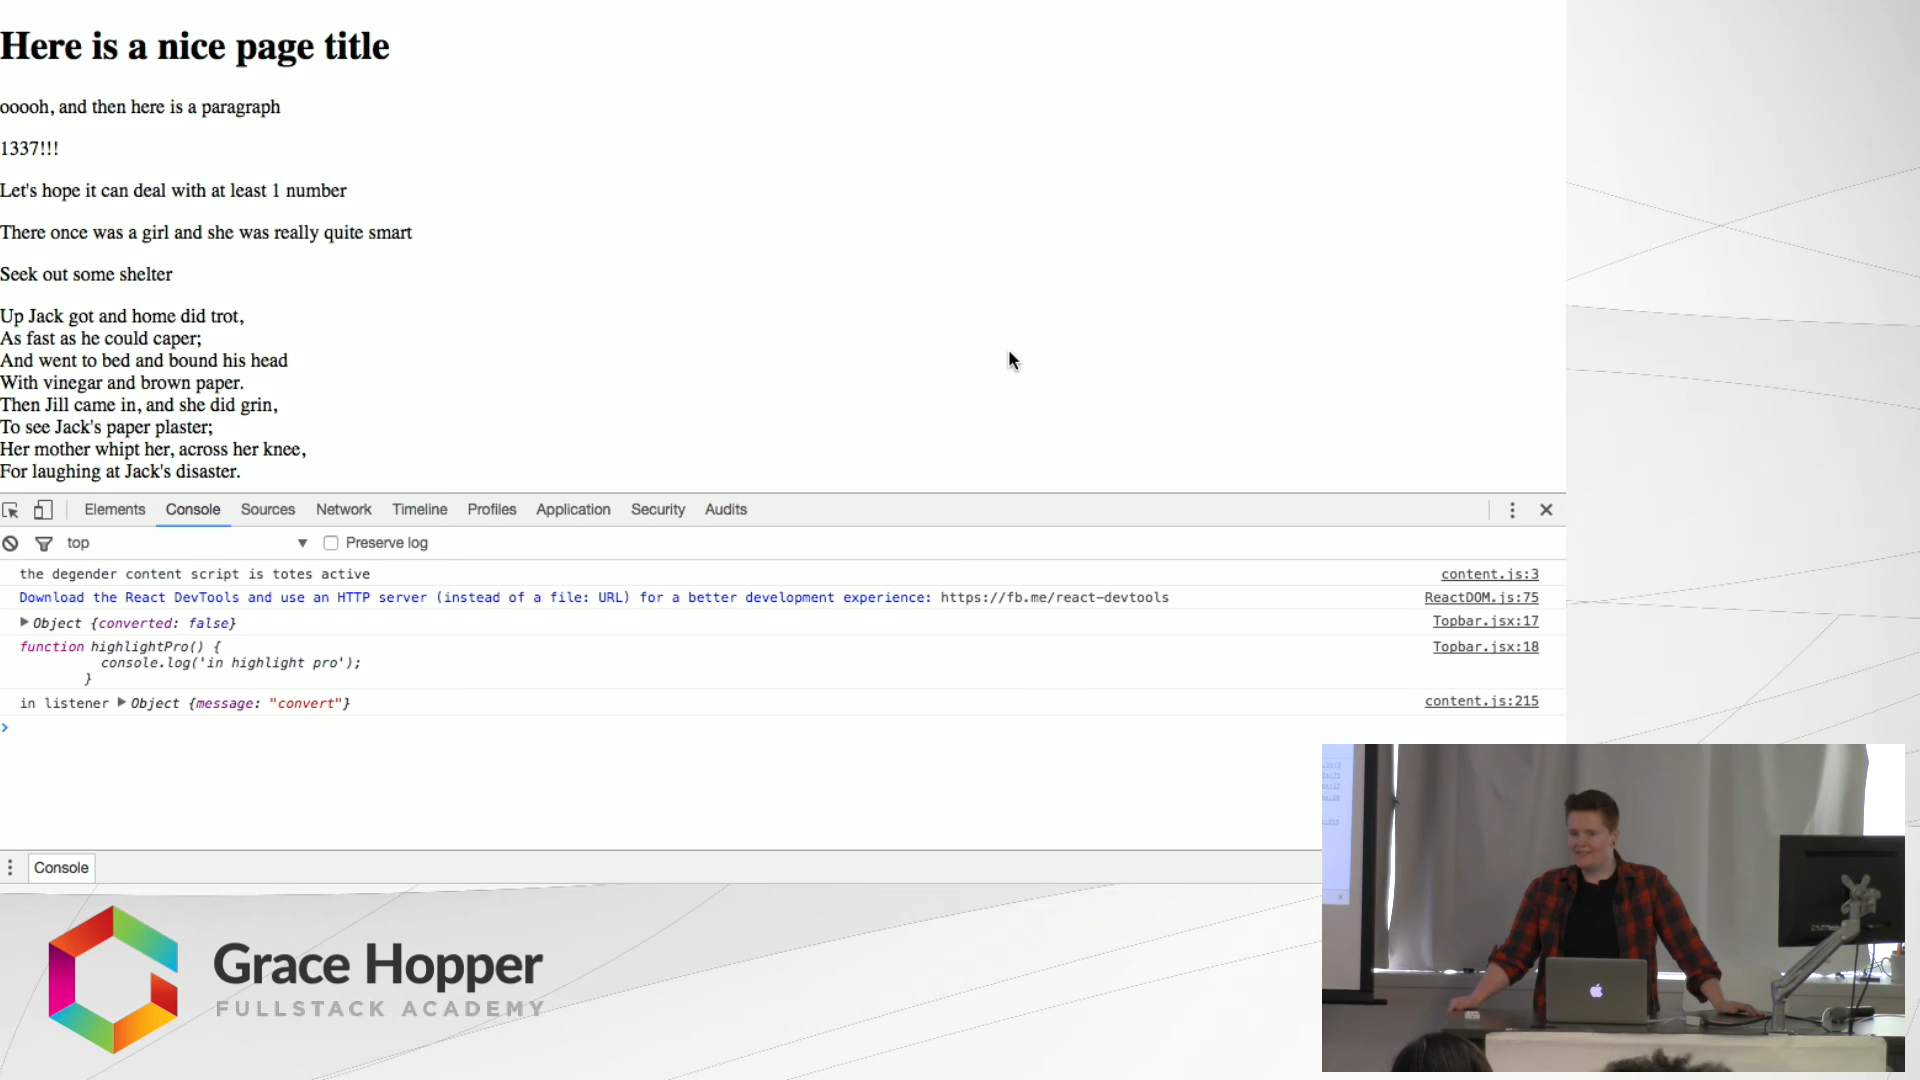 Here is a nice page title
ooooh, and then here is a paragraph
1337!!!
Let's hope it can deal with at least 1 number
There once was a girl and she was really quite smart
Seek out some shelter
Up Jack got and home did trot,
As fast as he could caper;
And went to bed and bound his head
With vinegar and brown paper.
Then Jill came in, and she did grin,
To see Jack's paper plaster;
Her mother whipt her, across her knee,
For laughing at Jack's disaster.
Elements Console Sources Network Timeline Profiles Application Security Audits
top Preserve log
the degender content script is totes active content.js:3
Download the React DevTools and use an HTTP server (instead of a file: URL) for a better development experience: https://fb.me/react-devtools ReactDOM.js:75
Object {converted: false} Topbar.jsx:17
function highlightPro() { Topbar.jsx:18
console.log('in highlight pro');
}
in listener Object {message: "convert"} content.js:215
Console
Grace Hopper
FULLSTACK ACADEMY